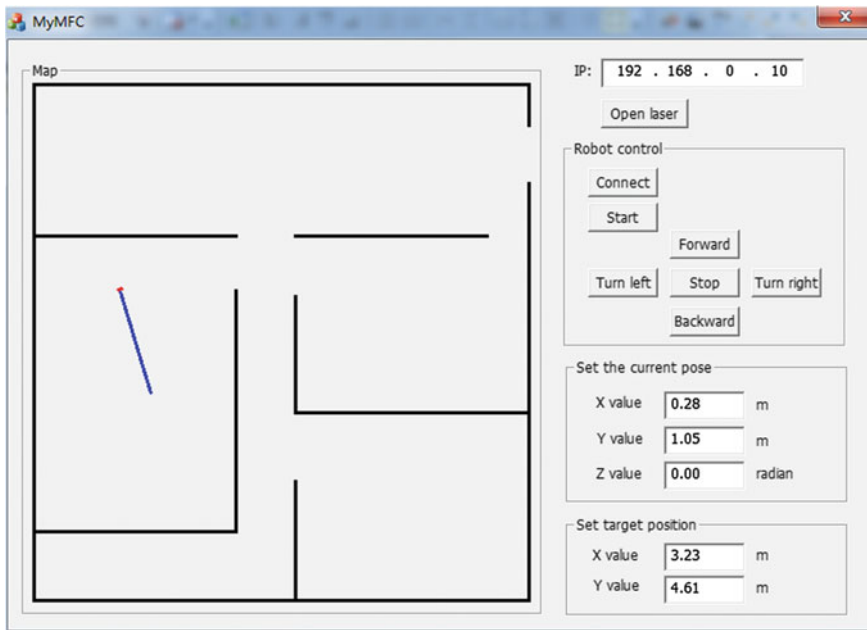 MyMFC
Map
IP: 192 . 168 . 0 . 10
Open laser
Robot control
Connect
Start
Forward
Turn left Stop Turn right
Backward
Set the current pose
X value 0.28 m
Y value 1.05 m
Z value 0.00 radian
Set target position
X value 3.23 m
Y value 4.61 m